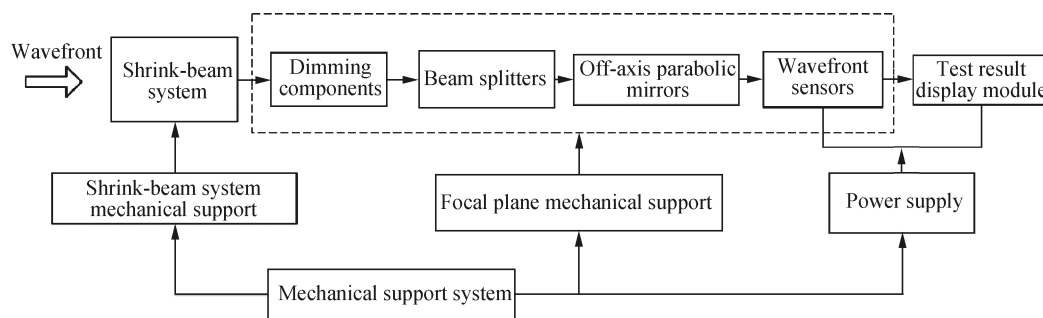 Wavefront
Shrink-beam
system
Dimming
components
Beam splitters
Off-axis parabolic
mirrors
Wavefront
sensors
Test result
display module
Shrink-beam system
mechanical support
Focal plane mechanical support
Power supply
Mechanical support system